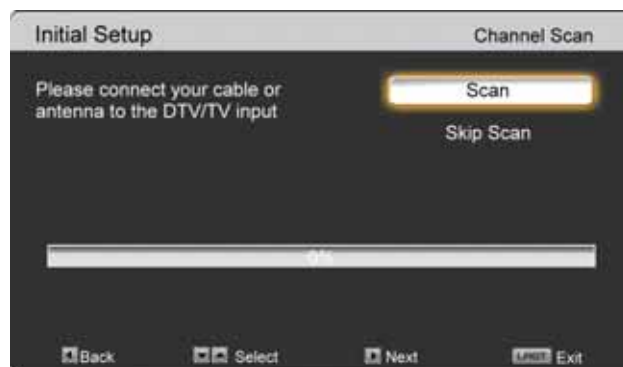 Initial Setup
Channel Scan
Please connect your cable or
antenna to the DTV/TV input
Scan
Skip Scan
0%
Back
Select
Next
Exit